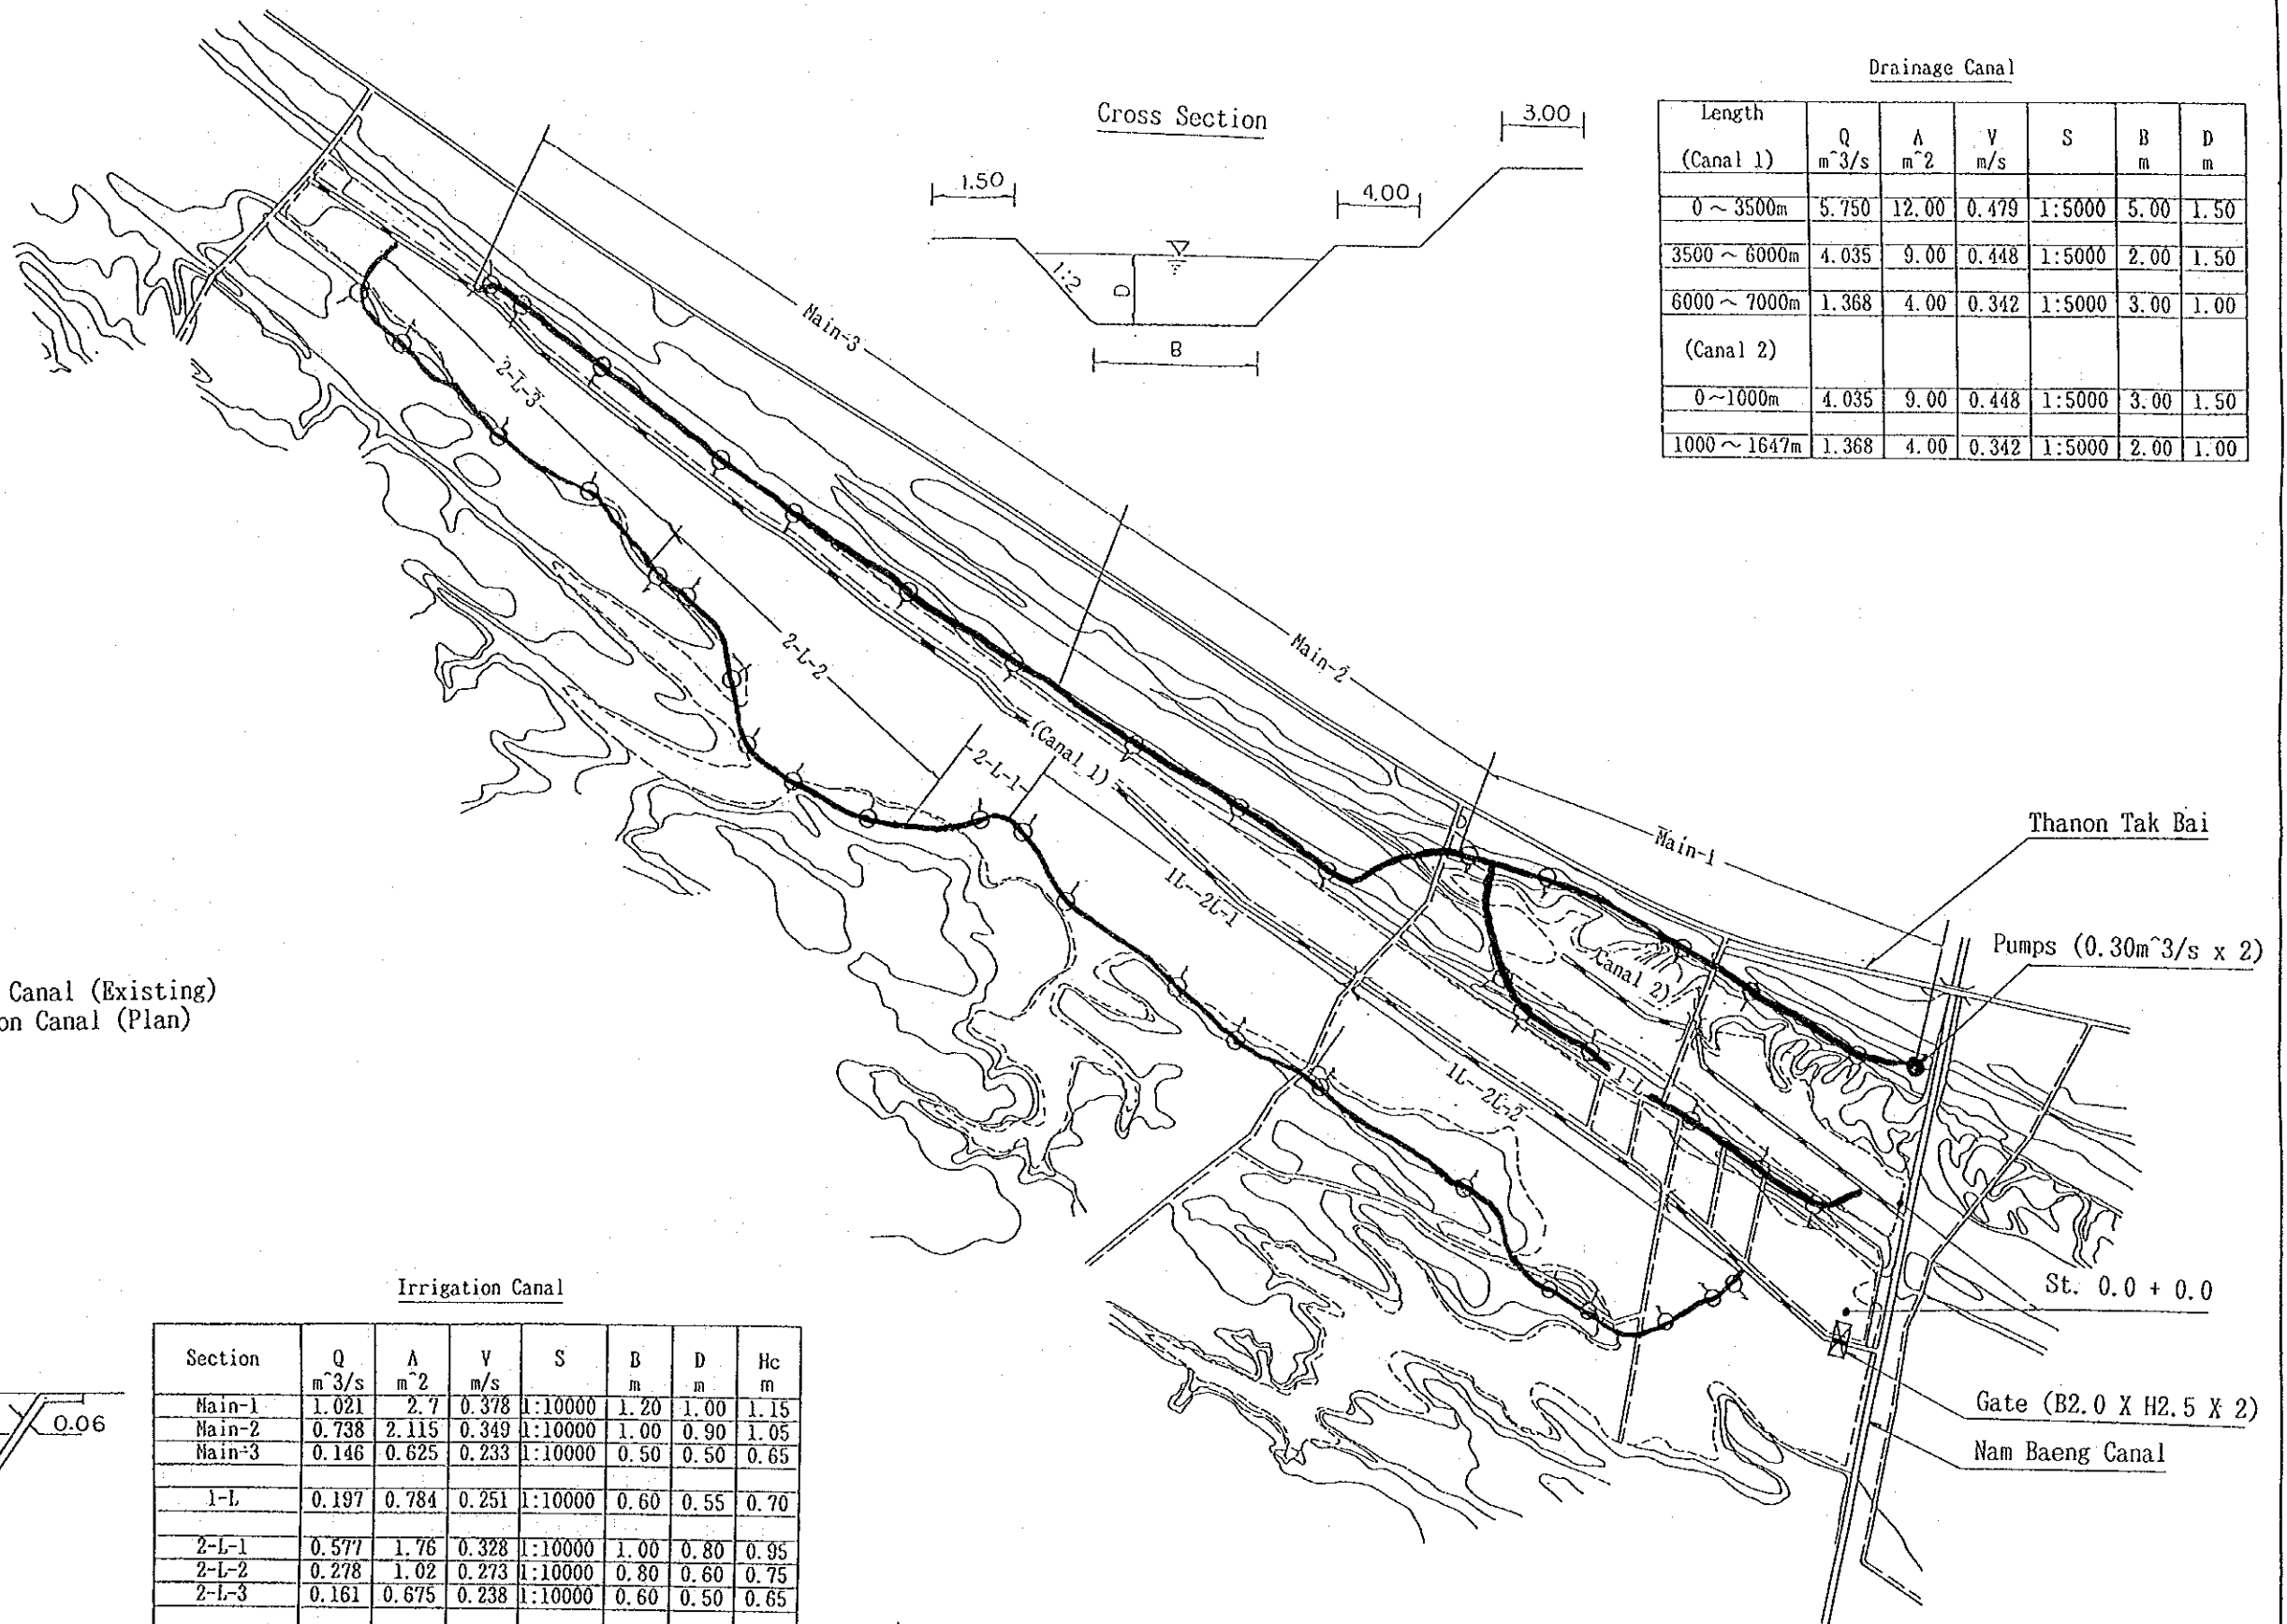 Drainage Canal
Length (Canal 1) Q m^3/s A m^2 V m/s S B m D m
0 ~ 3500m 5.750 12.00 0.479 1:5000 5.00 1.50
3500 ~ 6000m 4.035 9.00 0.448 1:5000 2.00 1.50
6000 ~ 7000m 1.368 4.00 0.342 1:5000 3.00 1.00
(Canal 2)
0~1000m 4.035 9.00 0.448 1:5000 3.00 1.50
1000 ~ 1647m 1.368 4.00 0.342 1:5000 2.00 1.00
Cross Section
3.00
1.50
4.00
1:2
D
B
Main-3
2-L-3
Main-2
2-L-2
(Canal 1)
2-L-1
Main-1
Thanon Tak Bai
1L--2L-1
Pumps (0.30m^3/s x 2)
Canal 2)
Canal (Existing)
on Canal (Plan)
1-L
1L--2L-2
St. 0.0 + 0.0
Gate (B2.0 X H2.5 X 2)
Nam Baeng Canal
0.06
Irrigation Canal
Section Q m^3/s A m^2 V m/s S B m D m Hc m
Main-1 1.021 2.7 0.378 1:10000 1.20 1.00 1.15
Main-2 0.738 2.115 0.349 1:10000 1.00 0.90 1.05
Main-3 0.146 0.625 0.233 1:10000 0.50 0.50 0.65
1-L 0.197 0.784 0.251 1:10000 0.60 0.55 0.70
2-L-1 0.577 1.76 0.328 1:10000 1.00 0.80 0.95
2-L-2 0.278 1.02 0.273 1:10000 0.80 0.60 0.75
2-L-3 0.161 0.675 0.238 1:10000 0.60 0.50 0.65